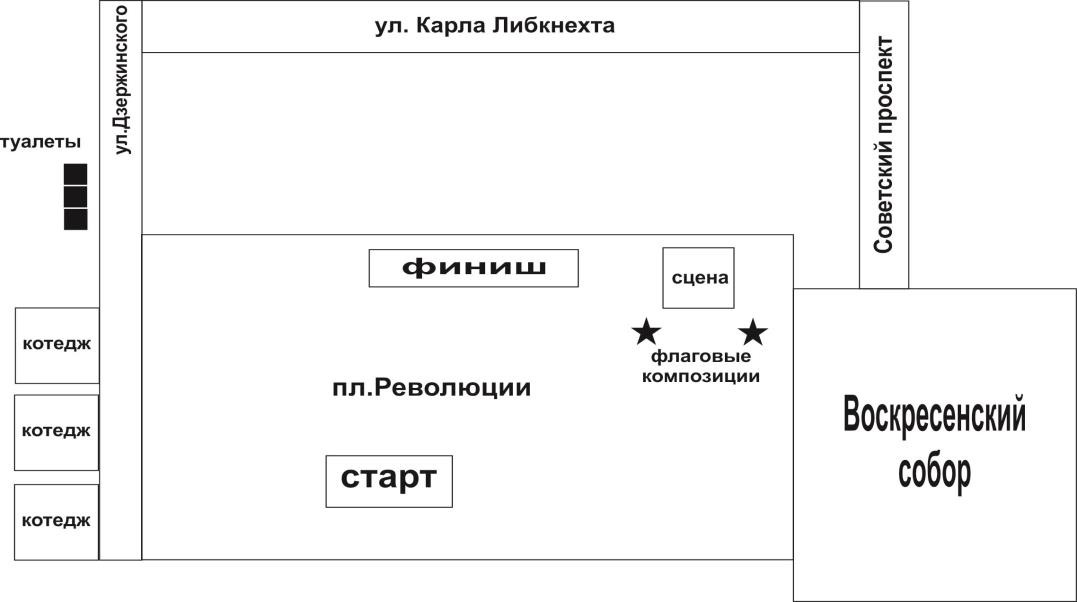 ул. Карла Либкнехта
ул.Дзержинского
Советский проспект
туалеты
финиш
сцена
флаговые
композиции
котедж
котедж
котедж
пл.Революции
старт
Воскресенский
собор